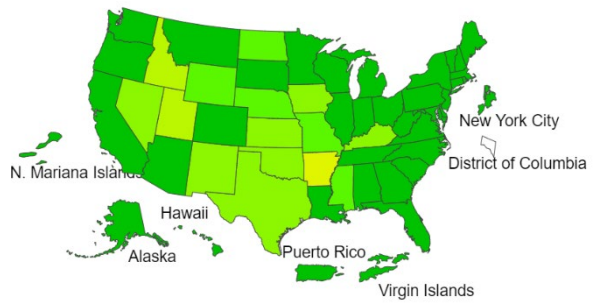 New York City
District of Columbia
N. Mariana Islands
Hawaii
Alaska
Puerto Rico
Virgin Islands